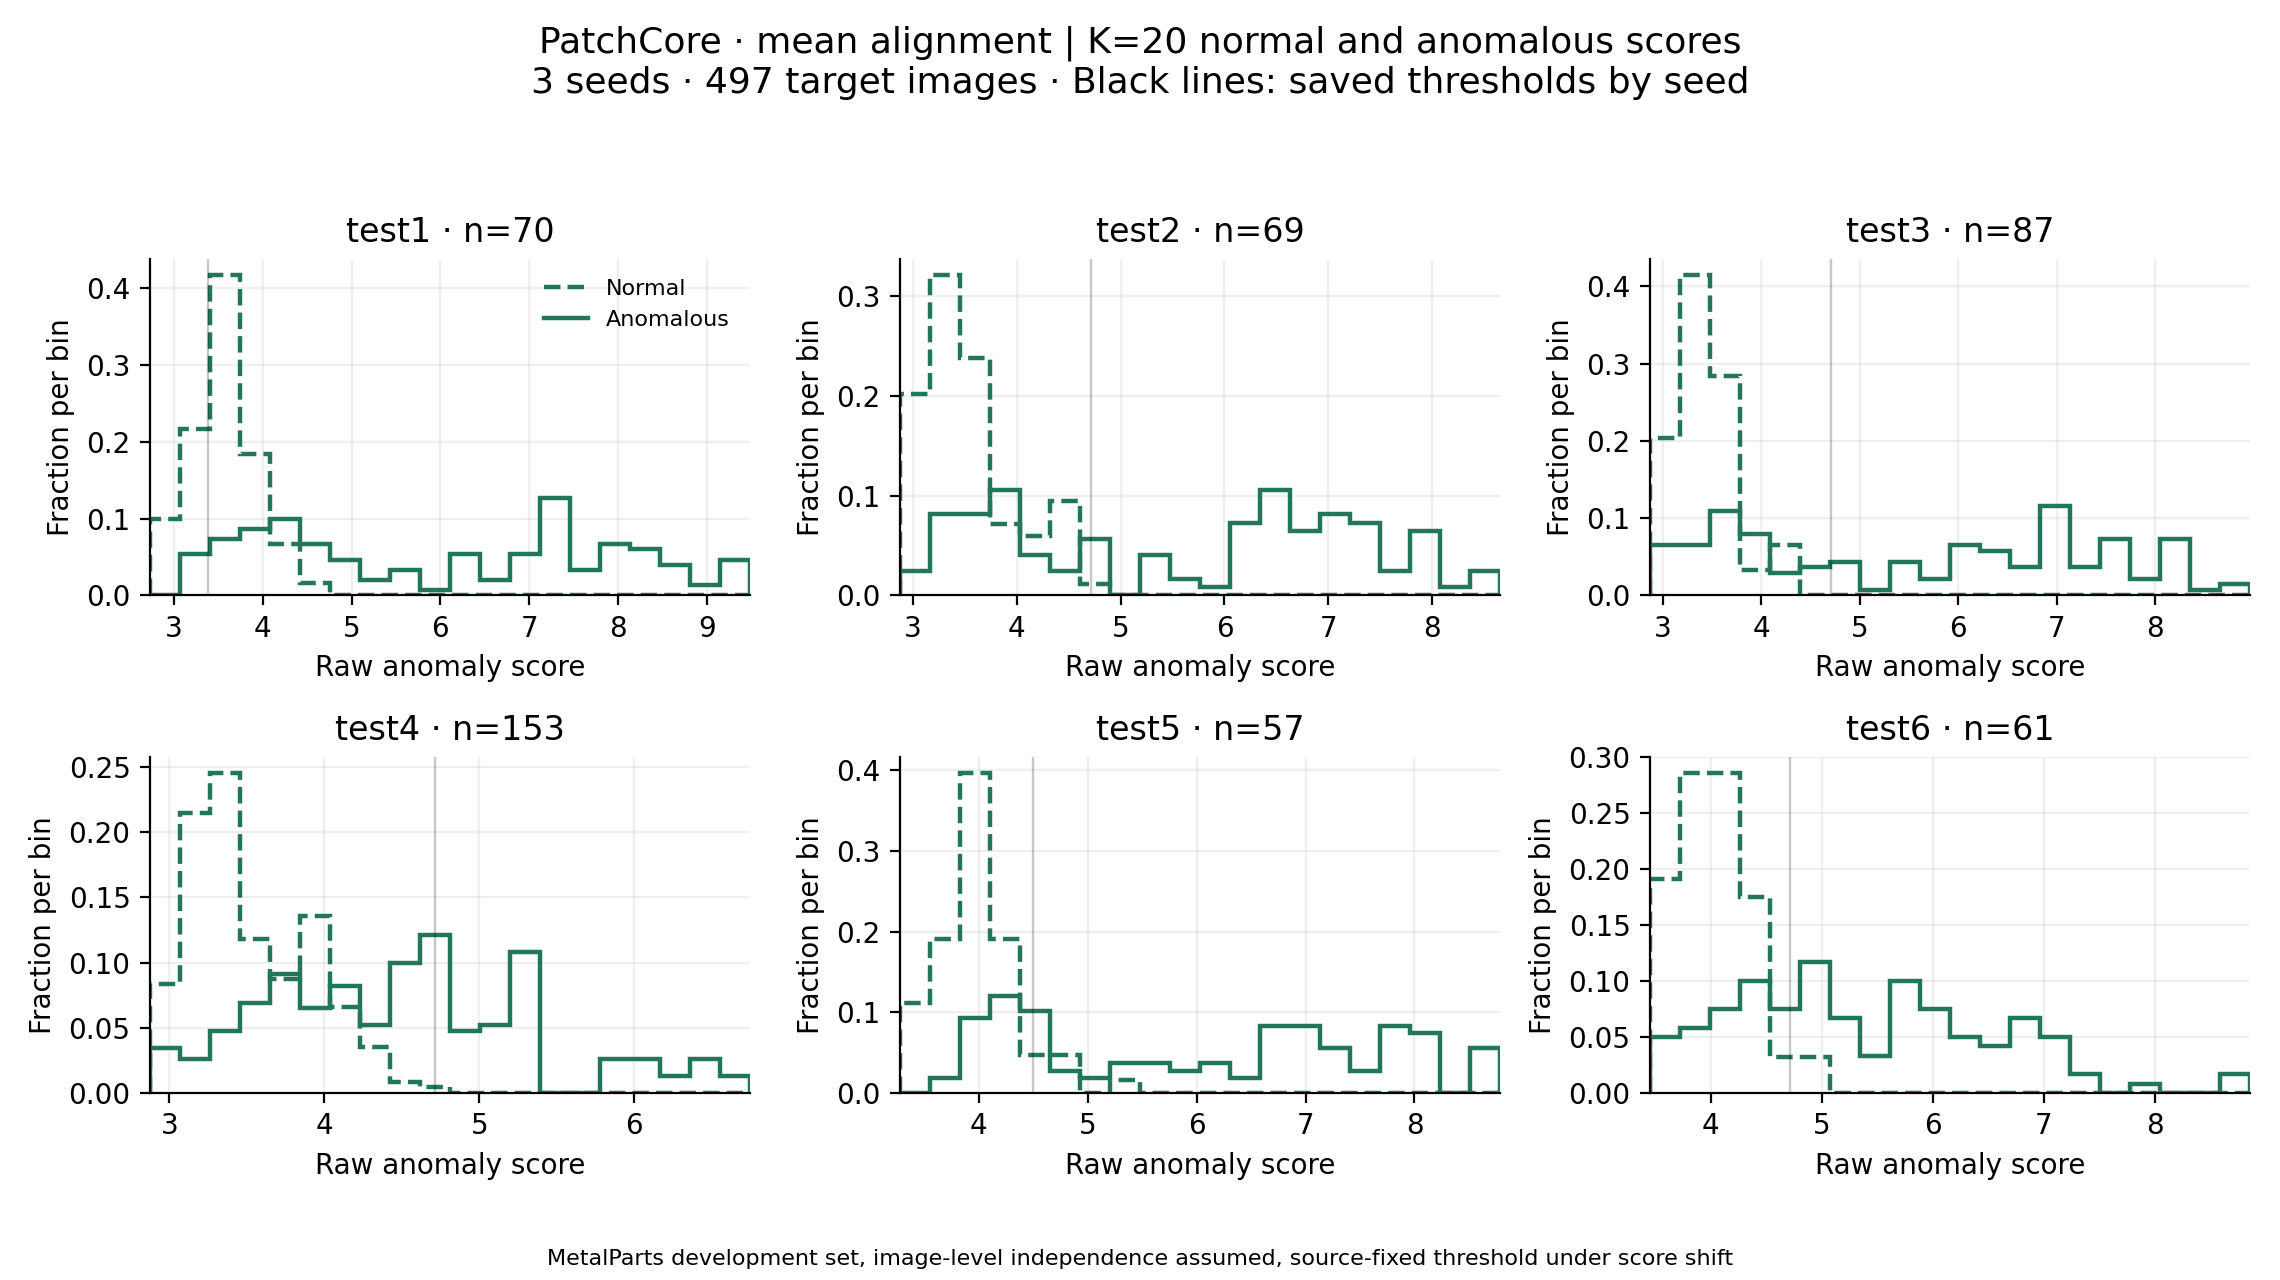 PatchCore · mean alignment | K=20 normal and anomalous scores
3 seeds · 497 target images · Black lines: saved thresholds by seed
test1 · n=70
Fraction per bin
0.4
0.3
0.2
0.1
0.0
Normal
Anomalous
3 4 5 6 7 8 9
Raw anomaly score
test2 · n=69
Fraction per bin
0.3
0.2
0.1
0.0
3 4 5 6 7 8
Raw anomaly score
test3 · n=87
Fraction per bin
0.4
0.3
0.2
0.1
0.0
3 4 5 6 7 8
Raw anomaly score
test4 · n=153
Fraction per bin
0.25
0.20
0.15
0.10
0.05
0.00
3 4 5 6
Raw anomaly score
test5 · n=57
Fraction per bin
0.4
0.3
0.2
0.1
0.0
4 5 6 7 8
Raw anomaly score
test6 · n=61
Fraction per bin
0.30
0.25
0.20
0.15
0.10
0.05
0.00
4 5 6 7 8
Raw anomaly score
MetalParts development set, image-level independence assumed, source-fixed threshold under score shift